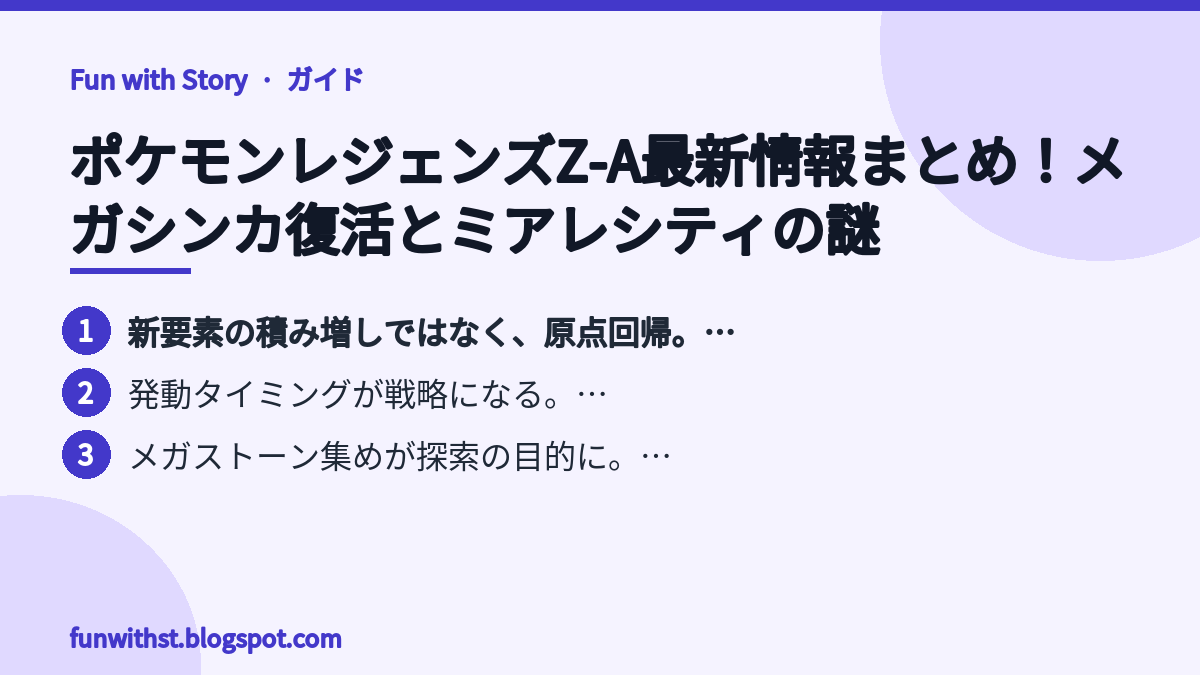 Fun with Story ・ ガイド
ポケモンレジェンズZ-A最新情報まとめ！メ
ガシンカ復活とミアレシティの謎
1 新要素の積み増しではなく、原点回帰。…
2 発動タイミングが戦略になる。…
3 メガストーン集めが探索の目的に。…
funwithst.blogspot.com